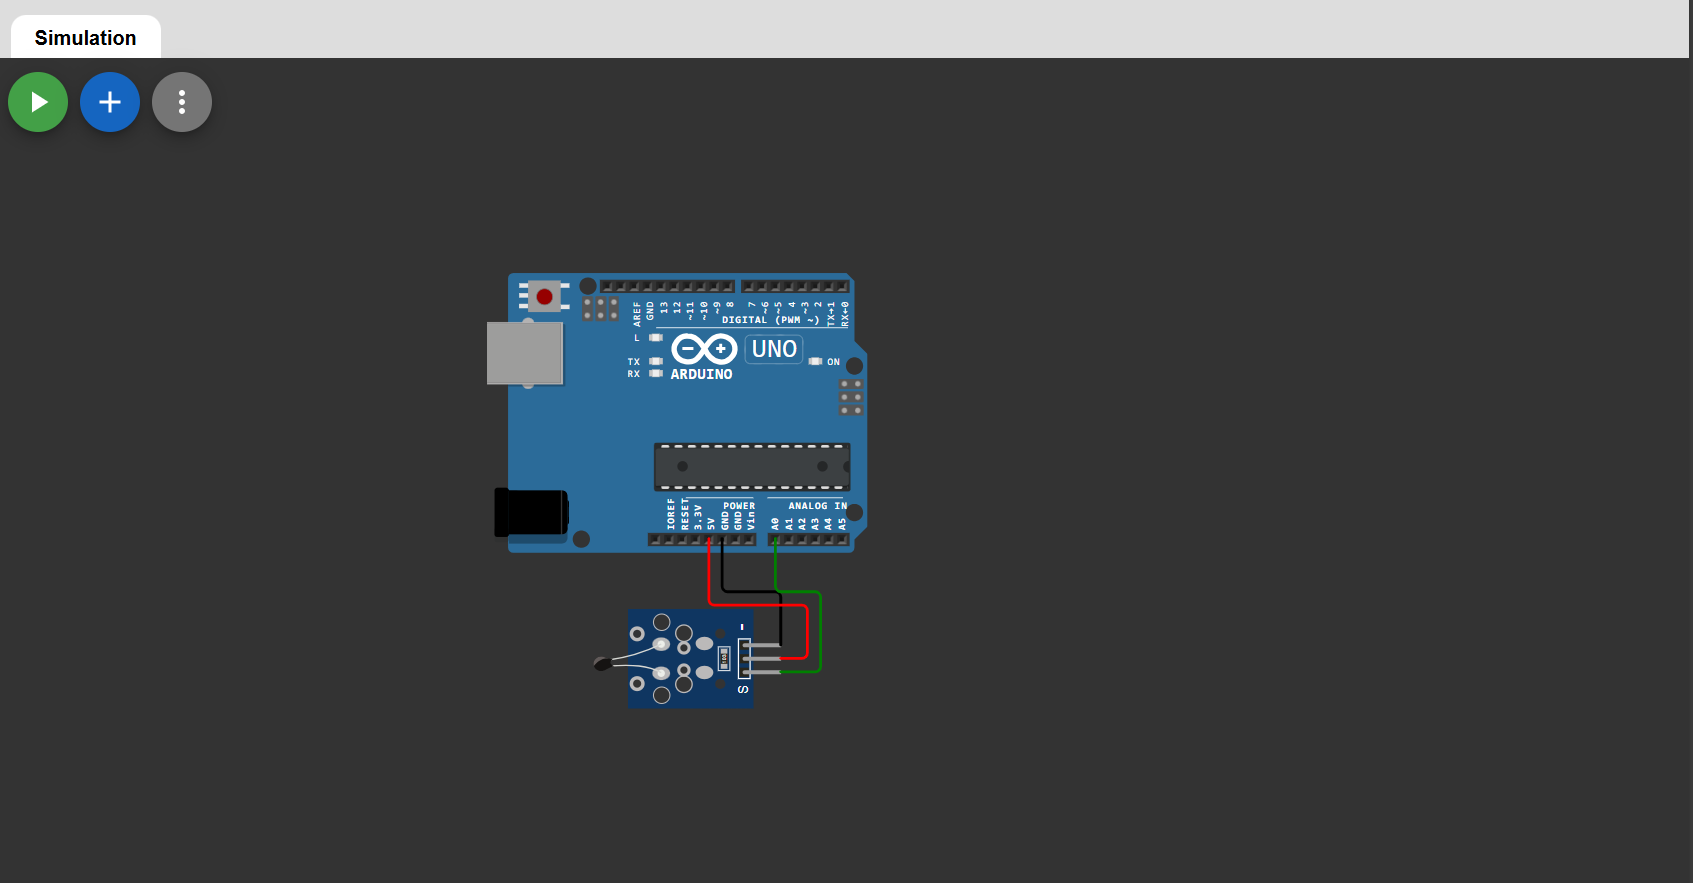 Simulation
AREF
GND
13
12
~11
~10
~9
8
7
~6
~5
4
~3
2
TX→1
RX←0
DIGITAL (PWM ~)
L
TX
RX
ARDUINO
UNO
ON
POWER
ANALOG IN
IOREF
RESET
3.3V
5V
GND
GND
Vin
A0
A1
A2
A3
A4
A5
-
S